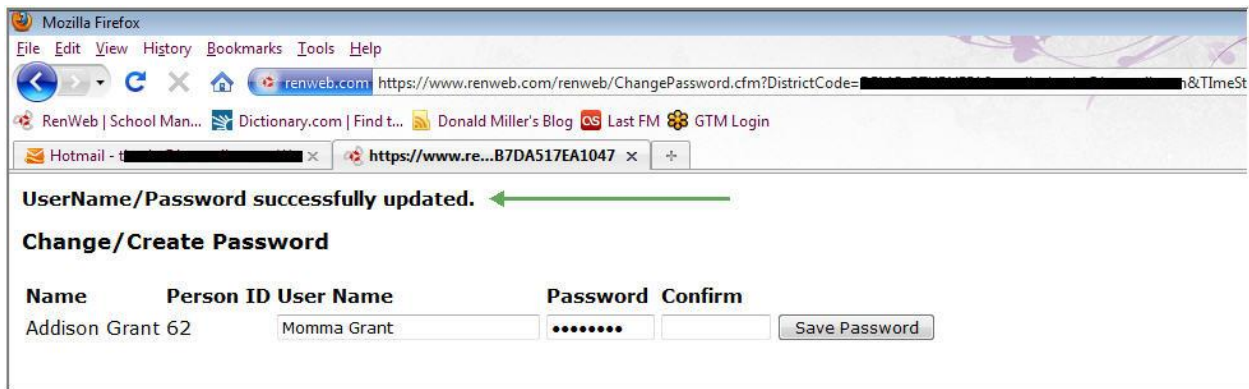 Mozilla Firefox
File Edit View History Bookmarks Tools Help
renweb.com https://www.renweb.com/renweb/ChangePassword.cfm?DistrictCode= n&TImeSt
RenWeb | School Man... Dictionary.com | Find t... Donald Miller's Blog Last FM GTM Login
Hotmail - t https://www.re...B7DA517EA1047
UserName/Password successfully updated.
Change/Create Password
Name Person ID User Name Password Confirm
Addison Grant 62 Momma Grant •••••••• Save Password